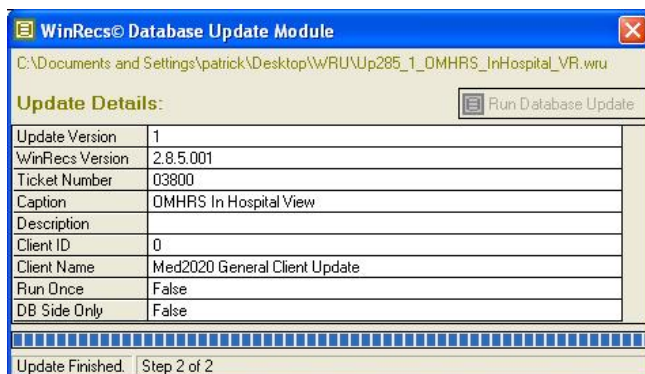 WinRecs© Database Update Module
C:\Documents and Settings\patrick\Desktop\WRU\Up285_1_OMHRS_InHospital_VR.wru
Update Details:
Run Database Update
Update Version 1
WinRecs Version 2.8.5.001
Ticket Number 03800
Caption OMHRS In Hospital View
Description
Client ID 0
Client Name Med2020 General Client Update
Run Once False
DB Side Only False
Update Finished. Step 2 of 2